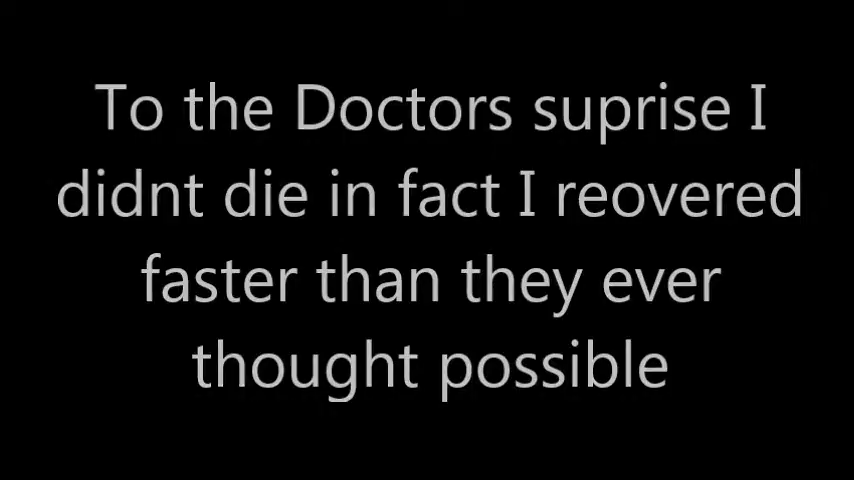 To the Doctors suprise I
didnt die in fact I reovered
faster than they ever
thought possible